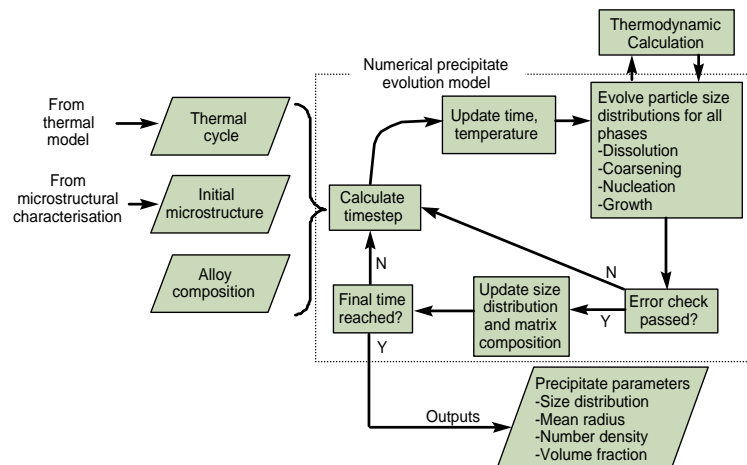 Thermodynamic
Calculation
Numerical precipitate
evolution model
From
thermal
model
Thermal
cycle
Update time,
temperature
Evolve particle size
distributions for all
phases
-Dissolution
-Coarsening
-Nucleation
-Growth
From
microstructural
characterisation
Initial
microstructure
Calculate
timestep
Alloy
composition
N
N
Final time
reached?
Update size
distribution
and matrix
composition
Error check
passed?
Y
Y
Outputs
Precipitate parameters
-Size distribution
-Mean radius
-Number density
-Volume fraction